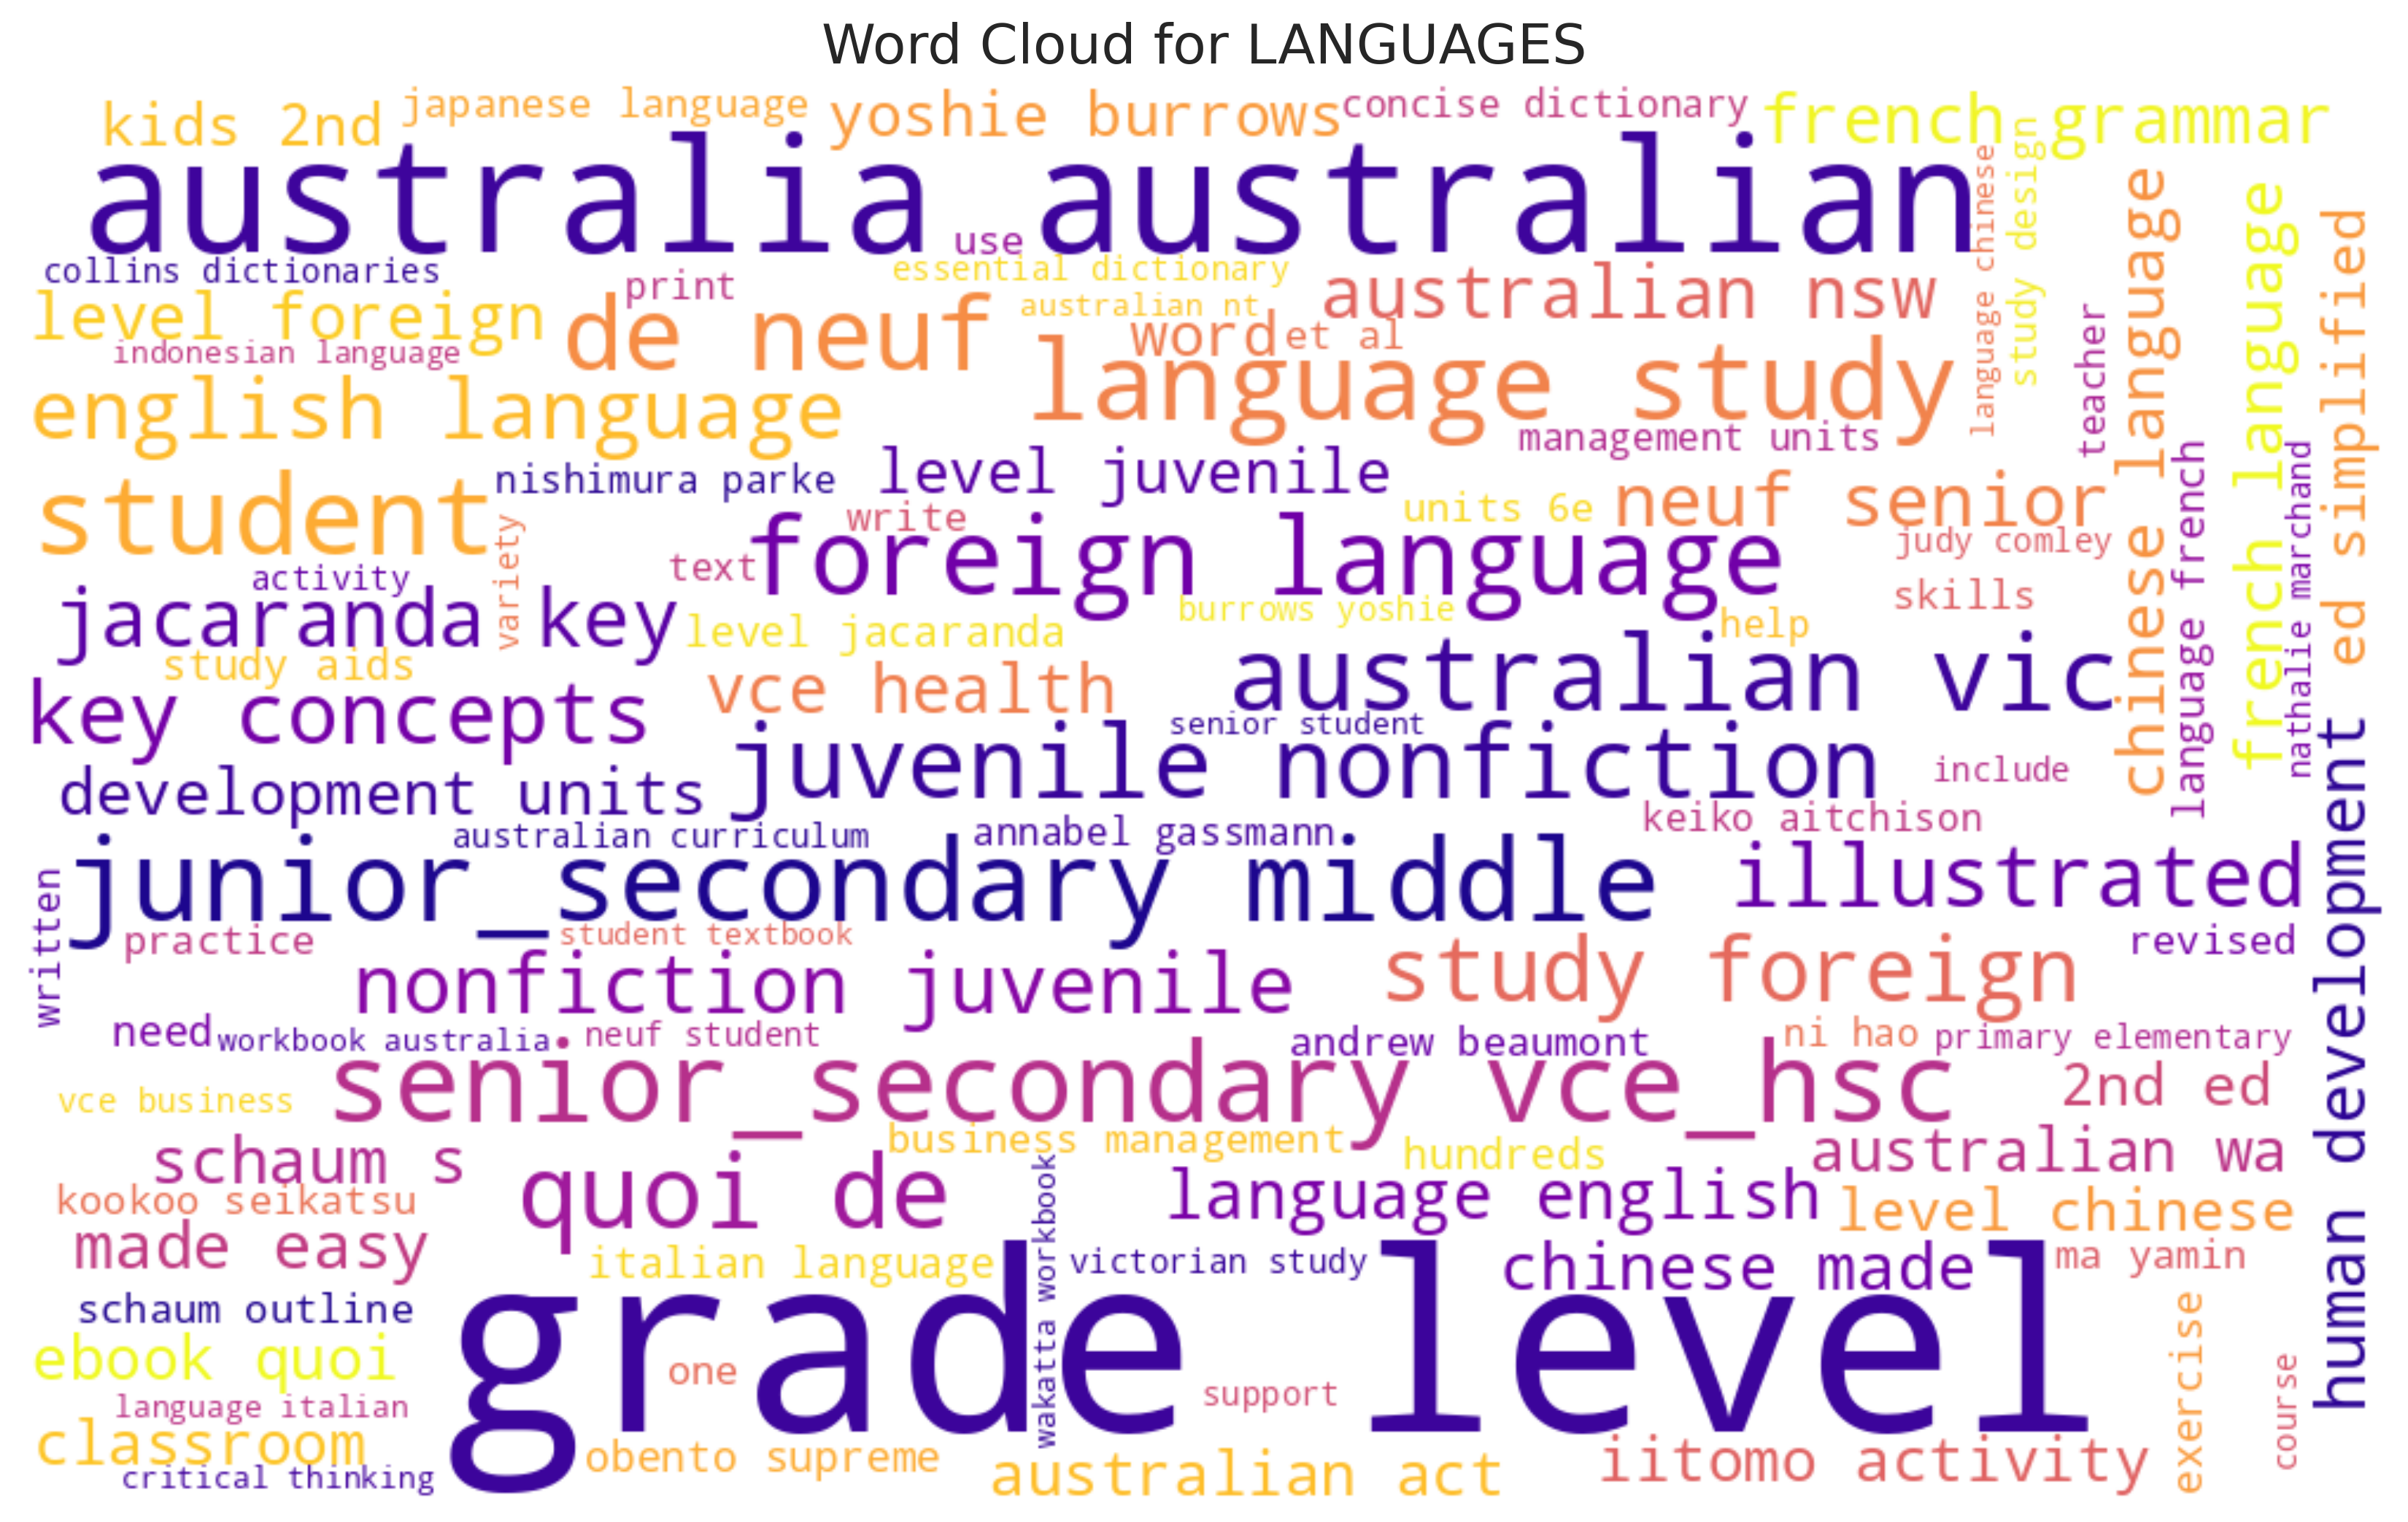 Word Cloud for LANGUAGES
kids 2nd
japanese language
yoshie burrows
concise dictionary
french grammar
australia australian
use
language chinese
study design
chinese language
french language
ed simplified
collins dictionaries
print
essential dictionary
australian nsw
level foreign
de neuf
australian nt
word
et al
teacher
indonesian language
english language
language study
management units
student
nishimura parke
level juvenile
units 6e
neuf senior
language french
nathalie marchand
variety
write
text
foreign language
judy comley
activity
skills
jacaranda key
level jacaranda
burrows yoshie
help
study aids
key concepts
vce health
australian vic
senior student
juvenile nonfiction
include
human development
development units
keiko aitchison
australian curriculum
annabel gassmann
junior_secondary middle
illustrated
written
practice
student textbook
revised
nonfiction juvenile
study foreign
need
workbook australia
neuf student
andrew beaumont
ni hao
primary elementary
vce business
senior_secondary vce_hsc
2nd ed
schaum s
business management
hundreds
australian wa
kookoo seikatsu
quoi de
wakatta workbook
language english
level chinese
made easy
italian language
victorian study
chinese made
ma yamin
schaum outline
grade level
exercise
ebook quoi
one
support
course
language italian
classroom
critical thinking
obento supreme
australian act
iitomo activity